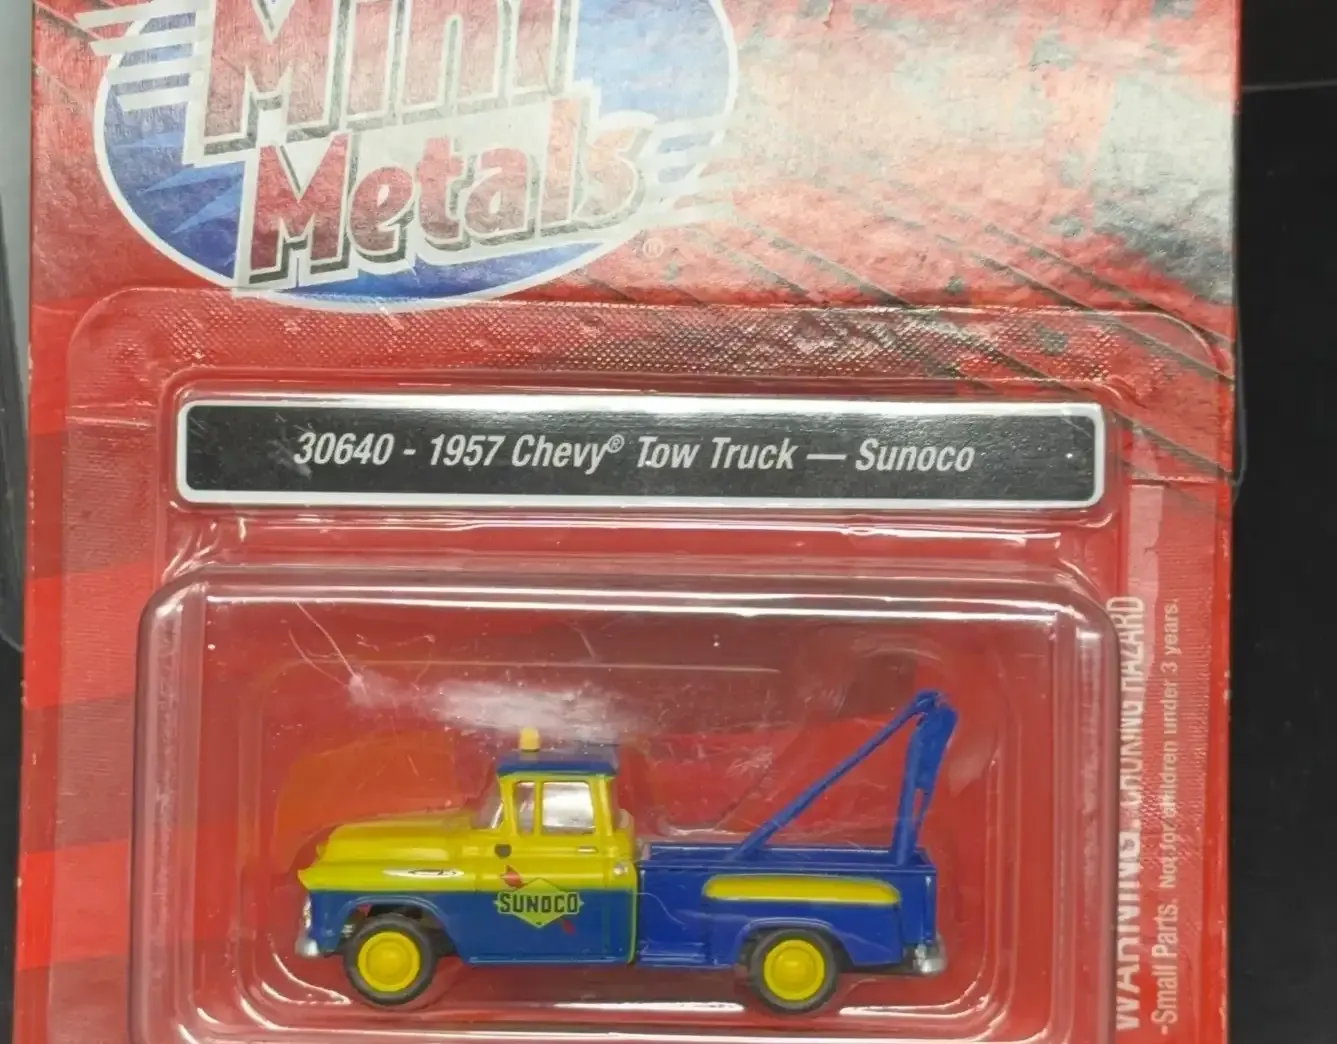 Mini
Metals®
30640 - 1957 Chevy® Tow Truck — Sunoco
SUNOCO
WARNING: CHOKING HAZARD
-Small Parts. Not for children under 3 years.